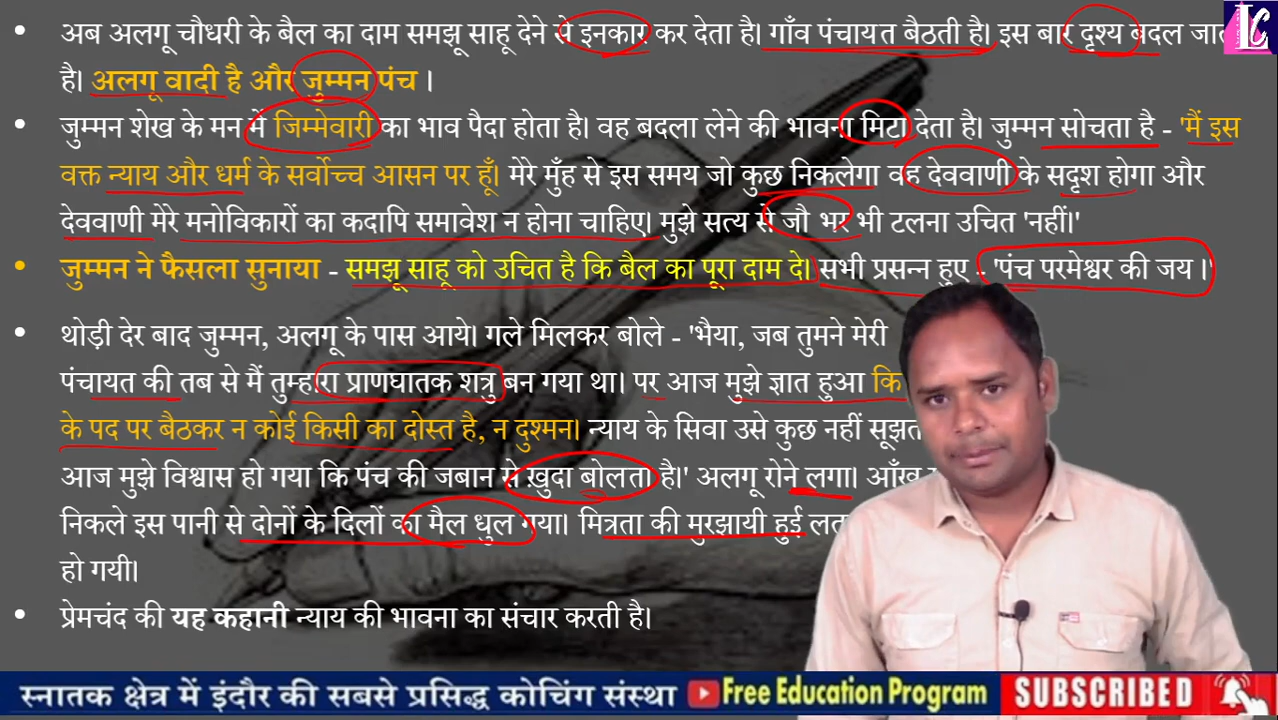 LC
• अब अलगू चौधरी के बैल का दाम समझू साहू देने से इनकार कर देता है। गाँव पंचायत बैठती है। इस बार दृश्य बदल
है। अलगू वादी है और जुम्मन पंच ।
• जुम्मन शेख के मन में जिम्मेवारी का भाव पैदा होता है। वह बदला लेने की भावना मिटा देता है। जुम्मन सोचता है - 'मैं इस
वक्त न्याय और धर्म के सर्वोच्च आसन पर हूँ। मेरे मुँह से इस समय जो कुछ निकलेगा वह देववाणी के सदृश होगा और
देववाणी मेरे मनोविकारों का कदापि समावेश न होना चाहिए। मुझे सत्य से जौ भर भी टलना उचित 'नहीं।'
• जुम्मन ने फैसला सुनाया - समझू साहू को उचित है कि बैल का पूरा दाम दे। सभी प्रसन्न हुए - 'पंच परमेश्वर की जय ।'
• थोड़ी देर बाद जुम्मन, अलगू के पास आये। गले मिलकर बोले - 'भैया, जब तुमने मेरी
पंचायत की तब से मैं तुम्हारा प्राणघातक शत्रु बन गया था। पर आज मुझे ज्ञात हुआ कि
के पद पर बैठकर न कोई किसी का दोस्त है, न दुश्मन। न्याय के सिवा उसे कुछ नहीं
आज मुझे विश्वास हो गया कि पंच की जबान से ख़ुदा बोलता है।' अलगू रोने लगा। आँख
निकले इस पानी से दोनों के दिलों का मैल धुल गया। मित्रता की मुरझायी हुई
हो गयी।
• प्रेमचंद की यह कहानी न्याय की भावना का संचार करती है।
स्नातक क्षेत्र में इंदौर की सबसे प्रसिद्ध कोचिंग संस्था Free Education Program SUBSCRIBED